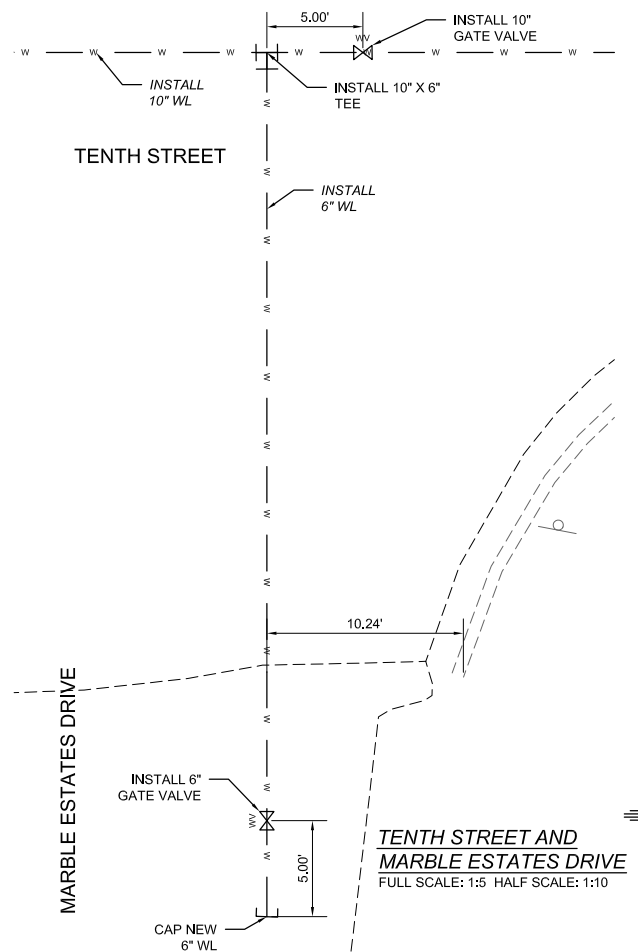 5.00'
INSTALL 10"
GATE VALVE
W W W W W WV W W W W
INSTALL
10" WL
INSTALL 10" X 6"
TEE
W
TENTH STREET
W
INSTALL
6" WL
W
W
W
W
W
W
10.24'
W
W
MARBLE ESTATES DRIVE
W
INSTALL 6"
GATE VALVE
WV
5.00'
W
CAP NEW
6" WL
TENTH STREET AND
MARBLE ESTATES DRIVE
FULL SCALE: 1:5 HALF SCALE: 1:10